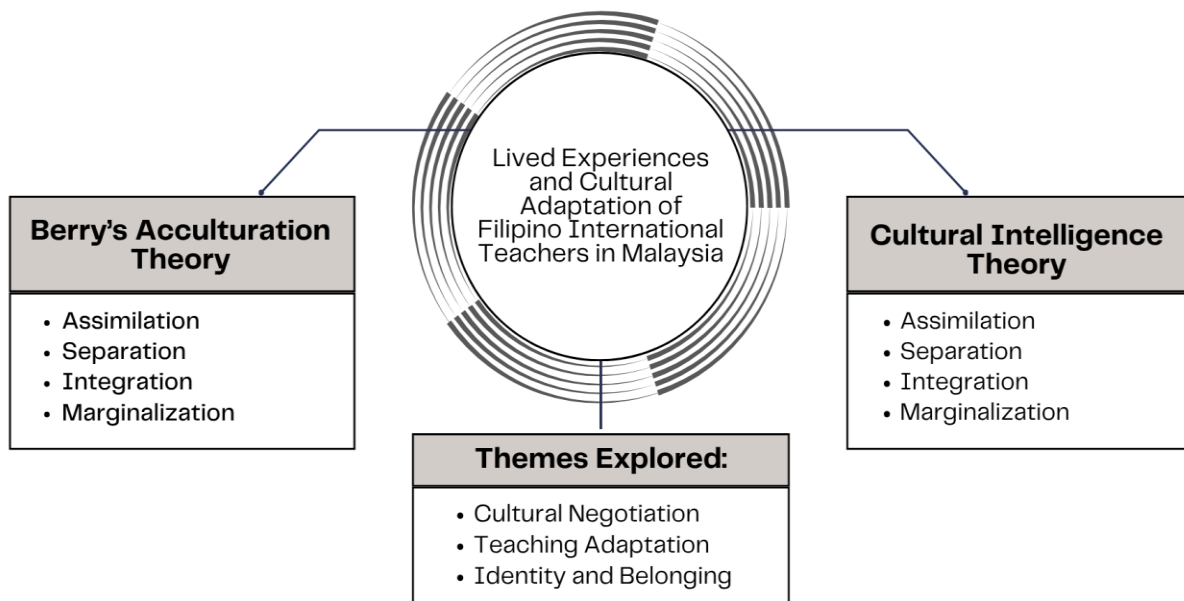 Lived Experiences
and Cultural
Adaptation of
Filipino International
Teachers in Malaysia
Berry's Acculturation
Theory
• Assimilation
• Separation
• Integration
• Marginalization
Cultural Intelligence
Theory
• Assimilation
• Separation
• Integration
• Marginalization
Themes Explored:
• Cultural Negotiation
• Teaching Adaptation
• Identity and Belonging